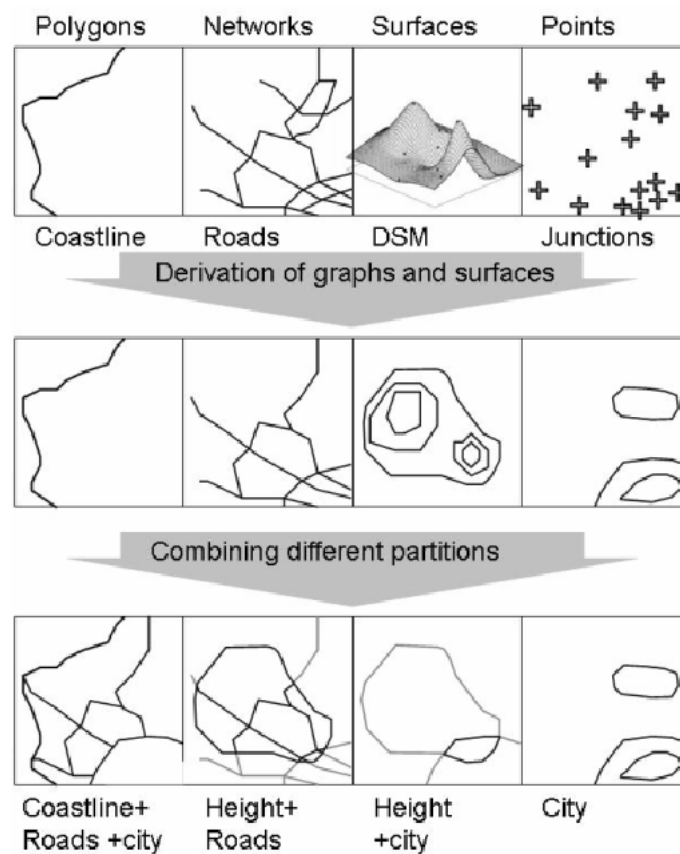 Polygons Networks Surfaces Points
Coastline Roads DSM Junctions
Derivation of graphs and surfaces
Combining different partitions
Coastline+ Height+ Height City
Roads +city Roads +city